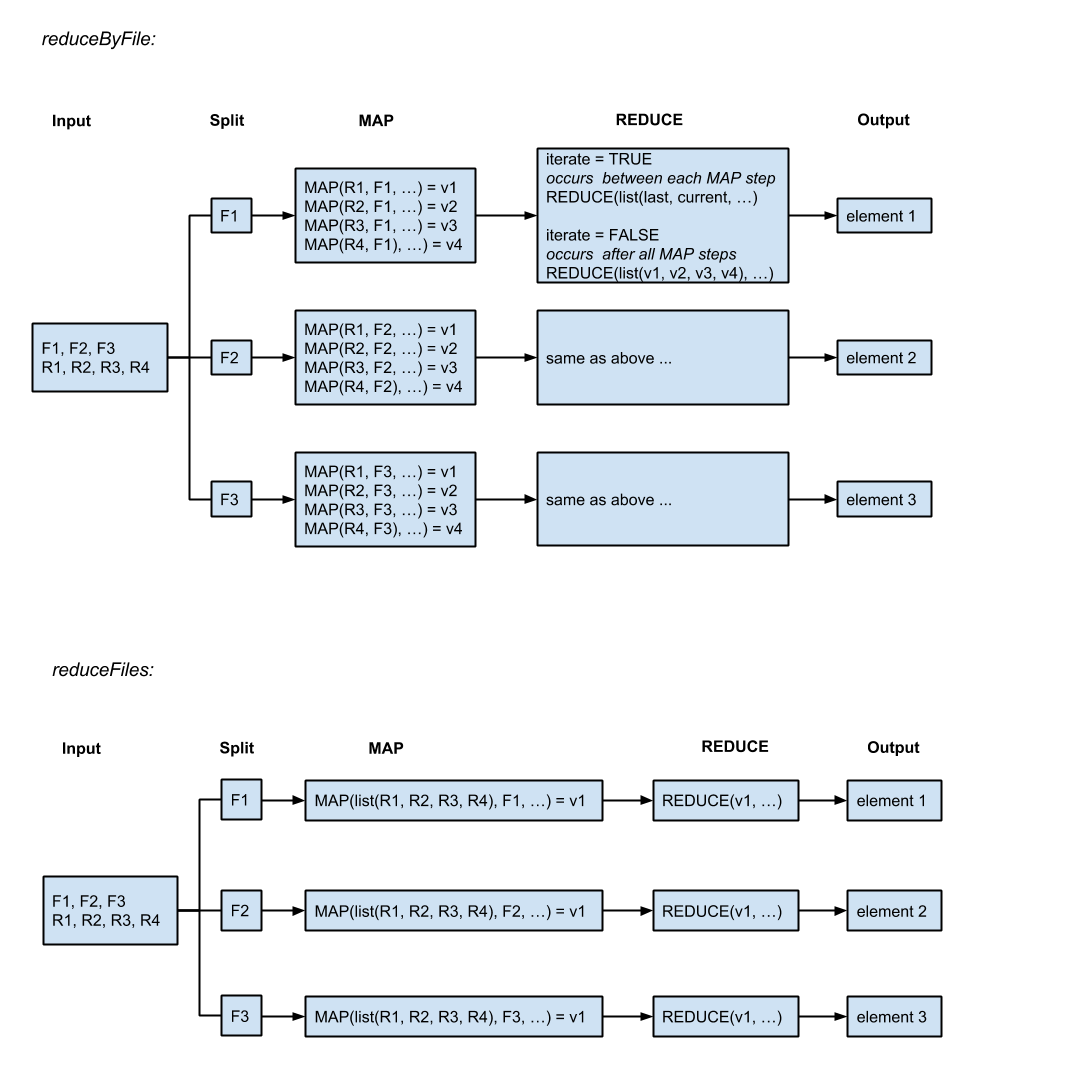 reduceByFile:
Input Split MAP REDUCE Output
F1, F2, F3
R1, R2, R3, R4
F1
MAP(R1, F1, …) = v1
MAP(R2, F1, …) = v2
MAP(R3, F1, …) = v3
MAP(R4, F1), …) = v4
iterate = TRUE
occurs between each MAP step
REDUCE(list(last, current, …)
iterate = FALSE
occurs after all MAP steps
REDUCE(list(v1, v2, v3, v4), …)
element 1
F2
MAP(R1, F2, …) = v1
MAP(R2, F2, …) = v2
MAP(R3, F2, …) = v3
MAP(R4, F2), …) = v4
same as above ...
element 2
F3
MAP(R1, F3, …) = v1
MAP(R2, F3, …) = v2
MAP(R3, F3, …) = v3
MAP(R4, F3), …) = v4
same as above ...
element 3
reduceFiles:
Input Split MAP REDUCE Output
F1, F2, F3
R1, R2, R3, R4
F1
MAP(list(R1, R2, R3, R4), F1, …) = v1
REDUCE(v1, …)
element 1
F2
MAP(list(R1, R2, R3, R4), F2, …) = v1
REDUCE(v1, …)
element 2
F3
MAP(list(R1, R2, R3, R4), F3, …) = v1
REDUCE(v1, …)
element 3